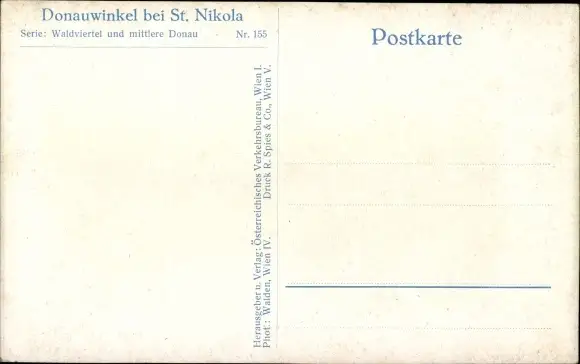 Donauwinkel bei St. Nikola
Serie: Waldviertel und mittlere Donau Nr. 155
Postkarte
Herausgeber u. Verlag: Österreichisches Verkehrsbureau, Wien I.
Phot.: Walden, Wien IV. Druck R. Spies & Co., Wien V.